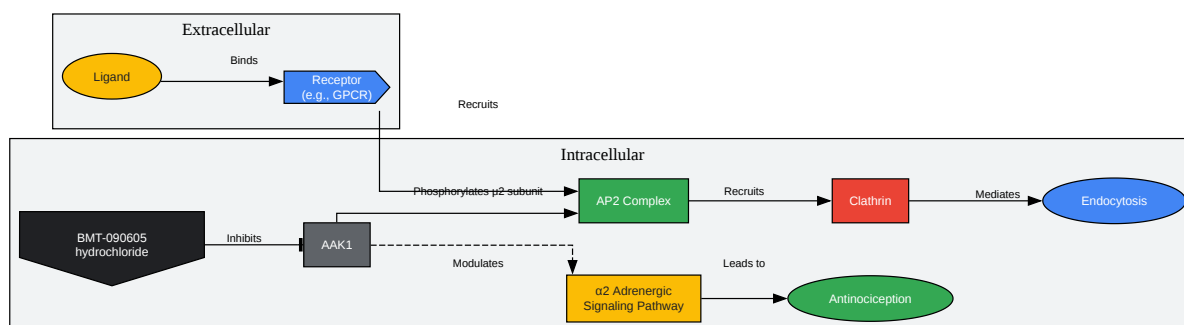 Extracellular
Ligand
Binds
Receptor
(e.g., GPCR)
Recruits
Intracellular
Phosphorylates μ2 subunit
AP2 Complex
Recruits
Clathrin
Mediates
Endocytosis
BMT-090605
hydrochloride
Inhibits
AAK1
Modulates
α2 Adrenergic
Signaling Pathway
Leads to
Antinociception